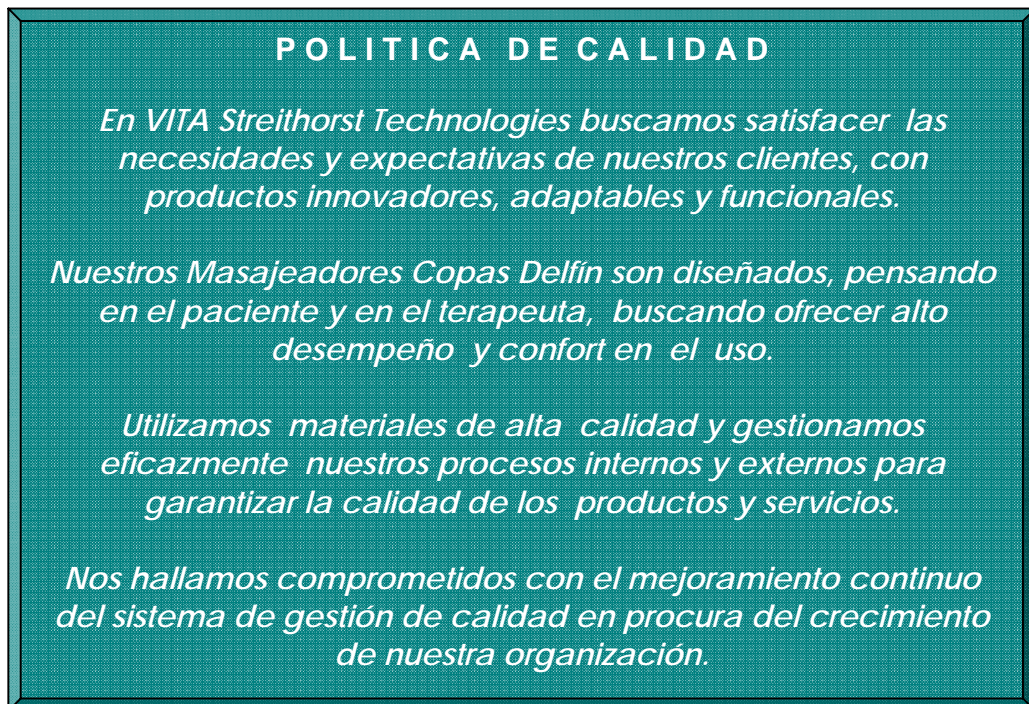 POLITICA DE CALIDAD
En VITA Streithorst Technologies buscamos satisfacer las
necesidades y expectativas de nuestros clientes, con
productos innovadores, adaptables y funcionales.
Nuestros Masajeadores Copas Delfín son diseñados, pensando
en el paciente y en el terapeuta, buscando ofrecer alto
desempeño y confort en el uso.
Utilizamos materiales de alta calidad y gestionamos
eficazmente nuestros procesos internos y externos para
garantizar la calidad de los productos y servicios.
Nos hallamos comprometidos con el mejoramiento continuo
del sistema de gestión de calidad en procura del crecimiento
de nuestra organización.